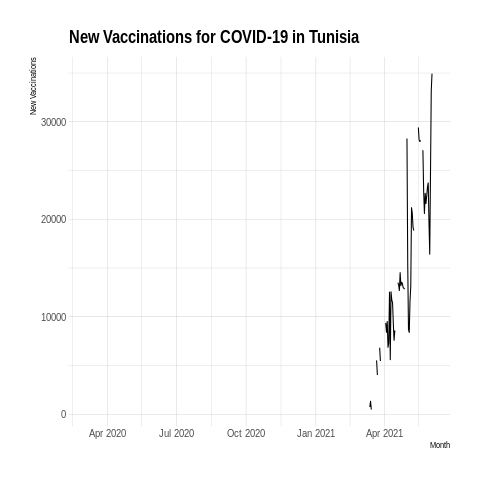 New Vaccinations for COVID-19 in Tunisia
New Vaccinations
30000
20000
10000
0
Apr 2020 Jul 2020 Oct 2020 Jan 2021 Apr 2021
Month